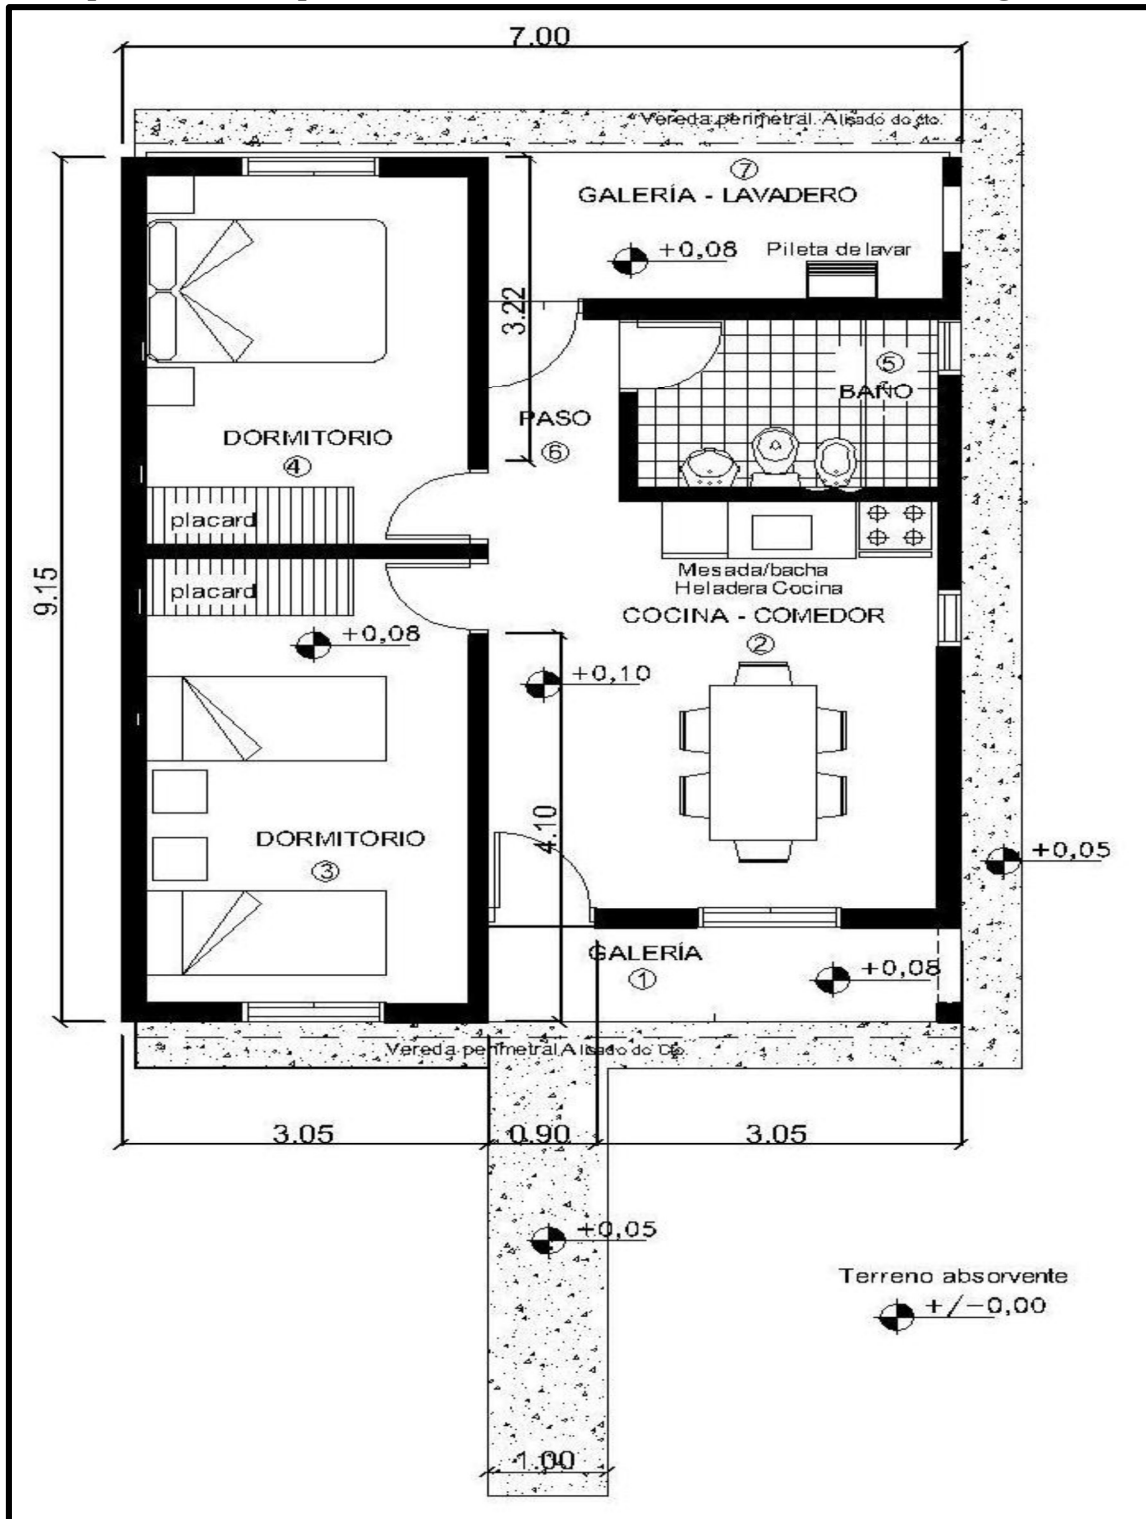 7.00
Vereda perimetral. Alisado do cto.
7
GALERÍA - LAVADERO
+0,08
Pileta de lavar
3.22
5
BAÑO
PASO
6
DORMITORIO
4
placard
placard
Mesada/bacha
Heladera Cocina
COCINA - COMEDOR
2
9.15
+0,08
+0,10
4.10
DORMITORIO
3
+0,05
GALERÍA
1
+0,08
Vereda perimetral. Alisado do Cto.
3.05
0.90
3.05
+0,05
Terreno absorvente
+/-0,00
1.00